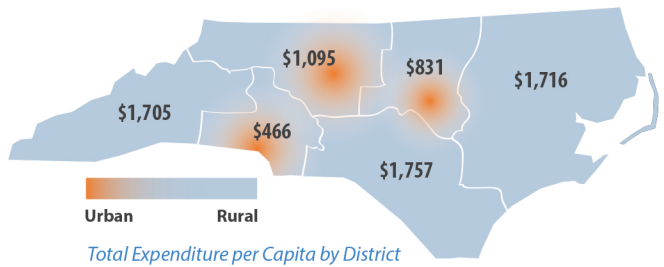 $1,095
$831
$1,716
$1,705
$466
$1,757
Urban
Rural
Total Expenditure per Capita by District